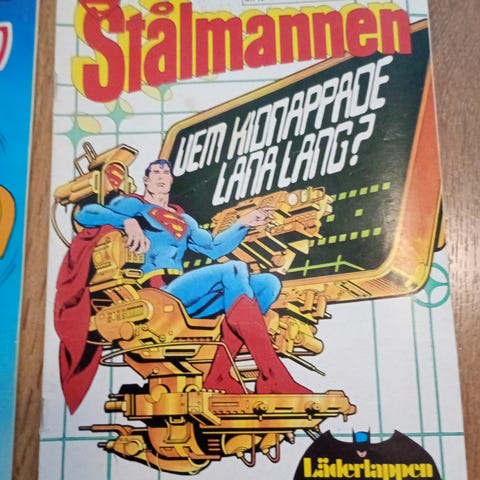 Stålmannen
VEM KIDNAPPADE
LANA LANG?
Läderlappen